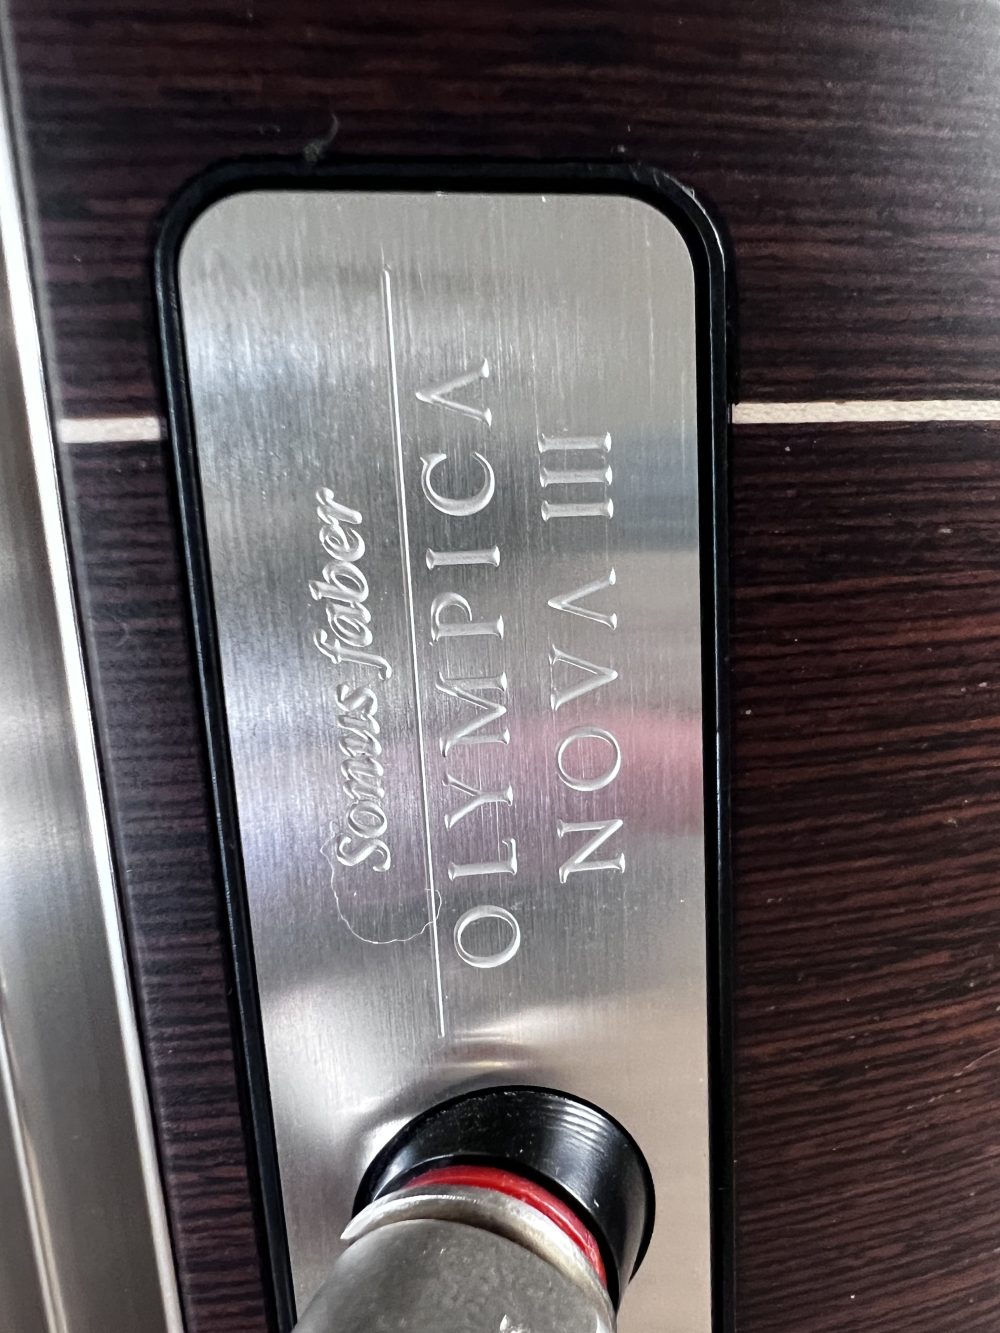 Sonus faber
OLYMPICA
NOVA III